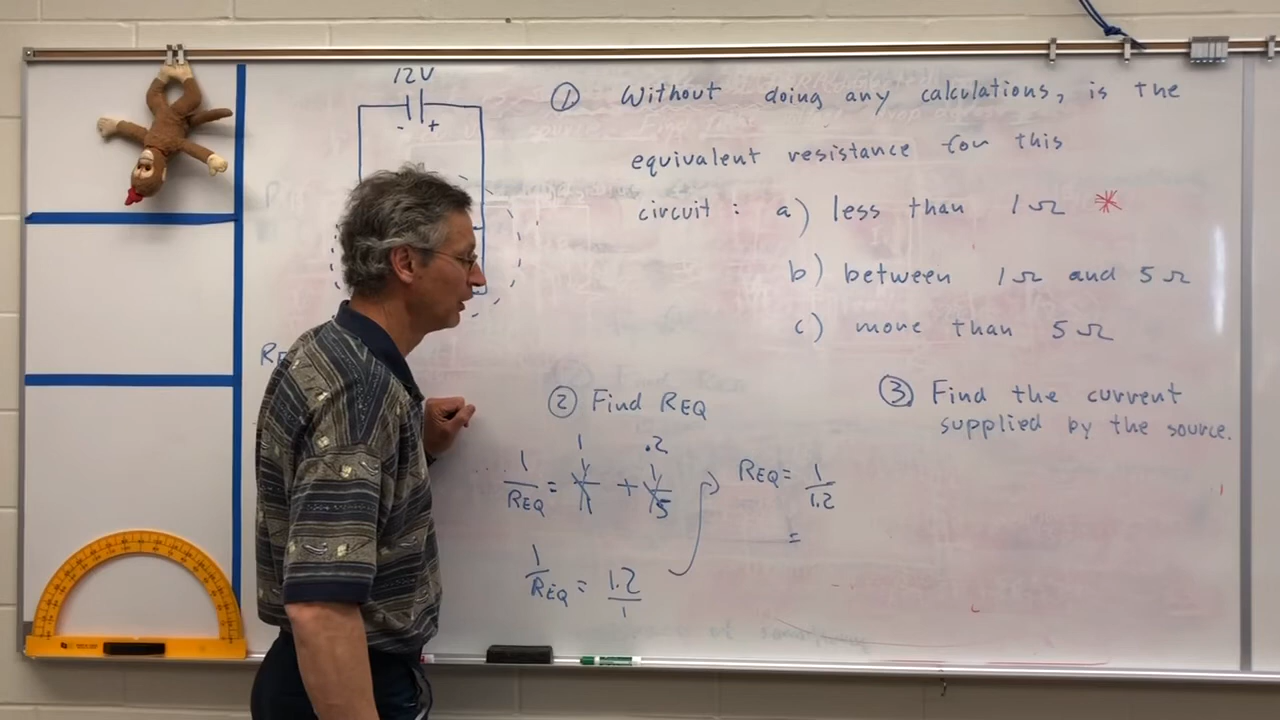 12V
- +
① Without doing any calculations, is the
equivalent resistance for this
circuit : a) less than 1Ω *
b) between 1Ω and 5Ω
c) more than 5Ω
② Find REQ
1 .2
1/REQ = 1/1 + 1/5
1/REQ = 1.2/1
REQ = 1/1.2
=
③ Find the current
supplied by the source.